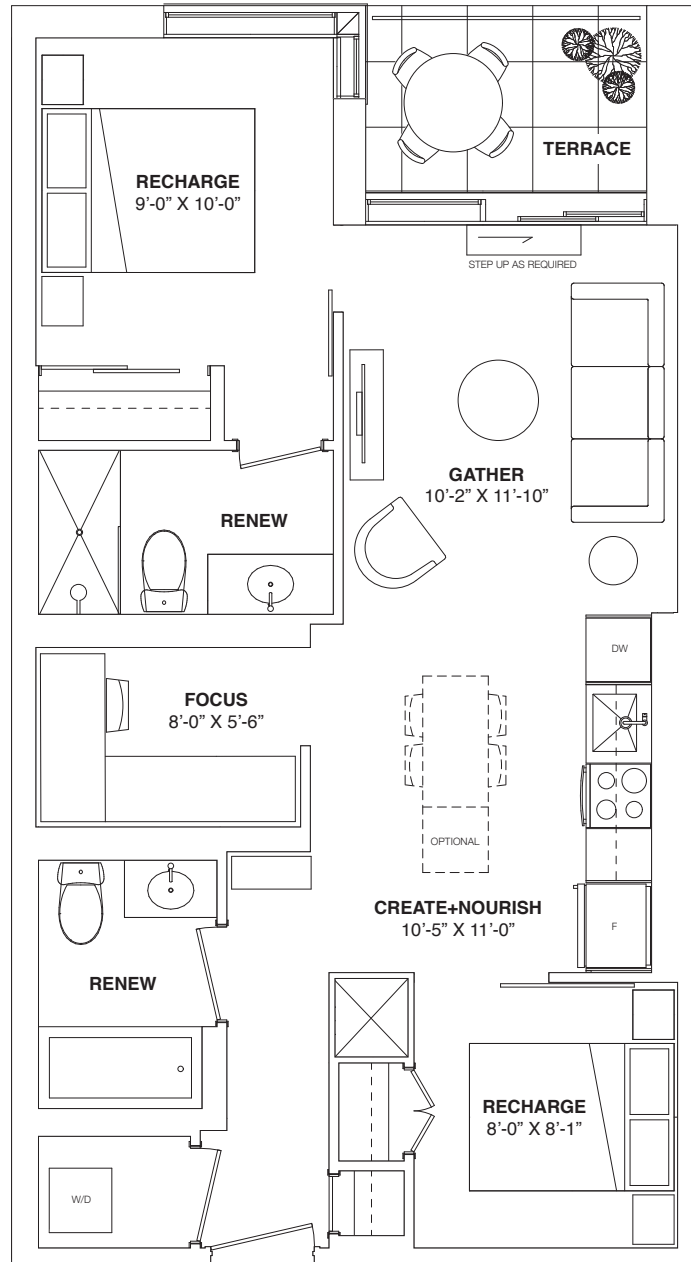 TERRACE
RECHARGE
9'-0” X 10'-0”
STEP UP AS REQUIRED
GATHER
10'-2” X 11'-10”
RENEW
DW
FOCUS
8'-0” X 5'-6”
OPTIONAL
CREATE+NOURISH
10'-5” X 11'-0”
F
RENEW
RECHARGE
8'-0” X 8'-1”
W/D